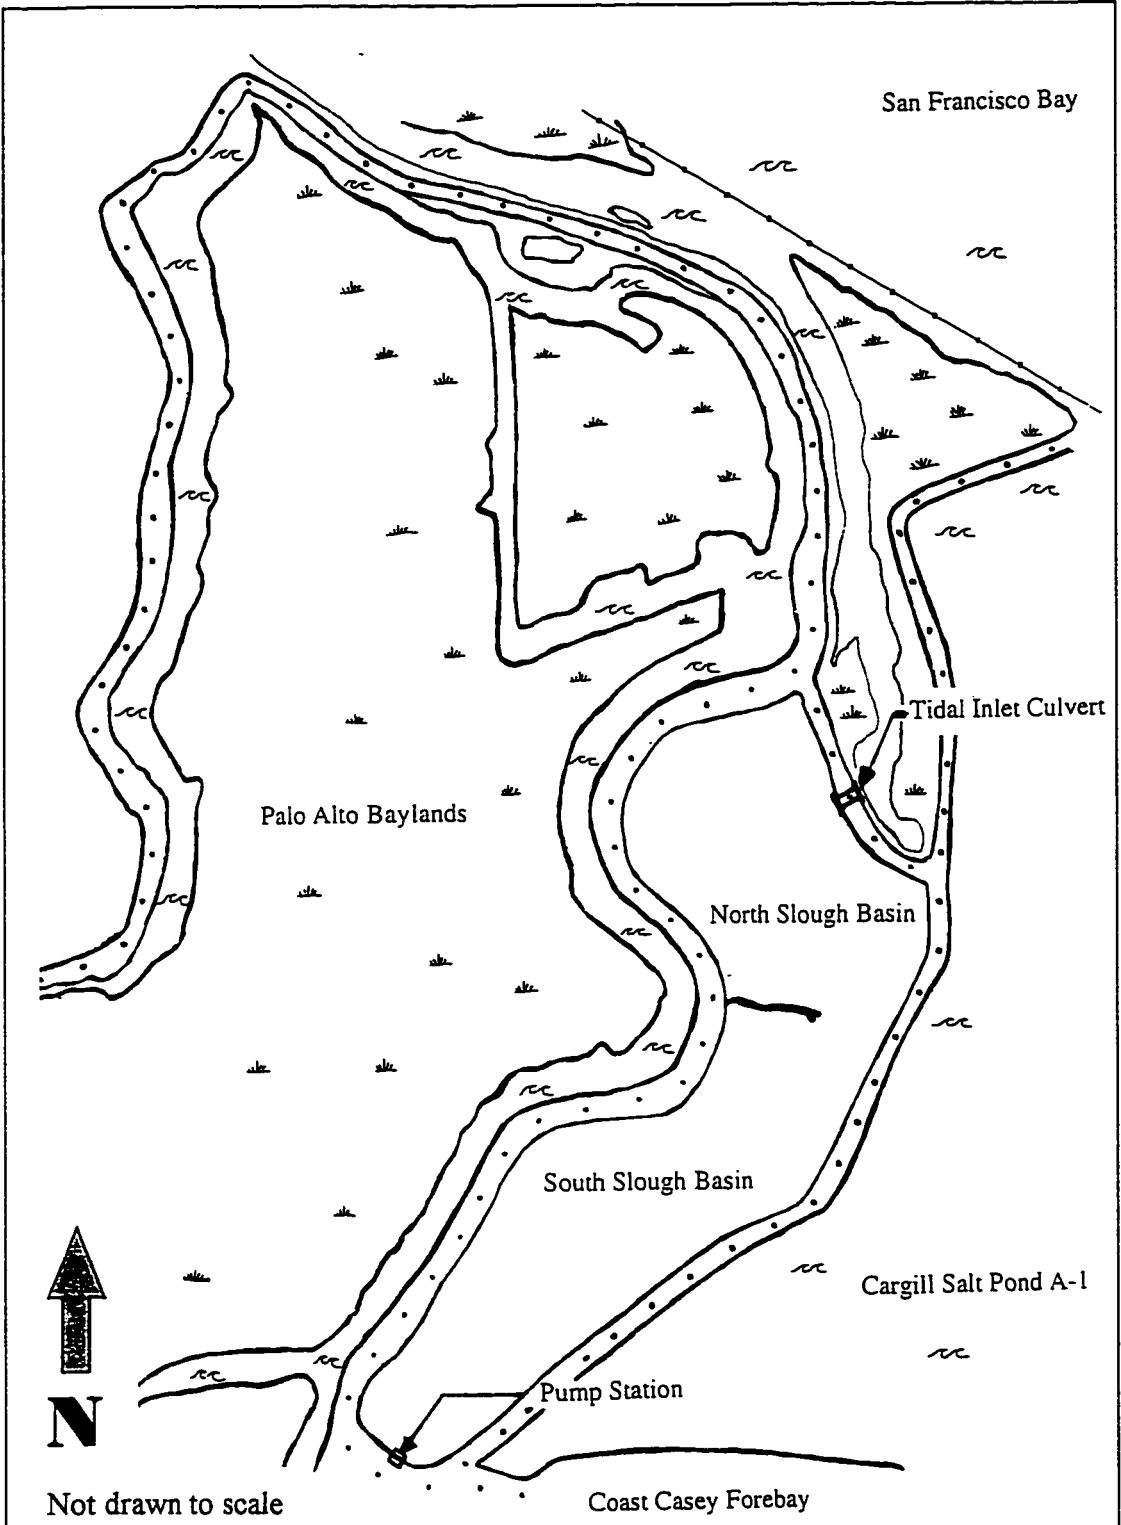 San Francisco Bay
Tidal Inlet Culvert
Palo Alto Baylands
North Slough Basin
South Slough Basin
Cargill Salt Pond A-1
Pump Station
N
Not drawn to scale
Coast Casey Forebay